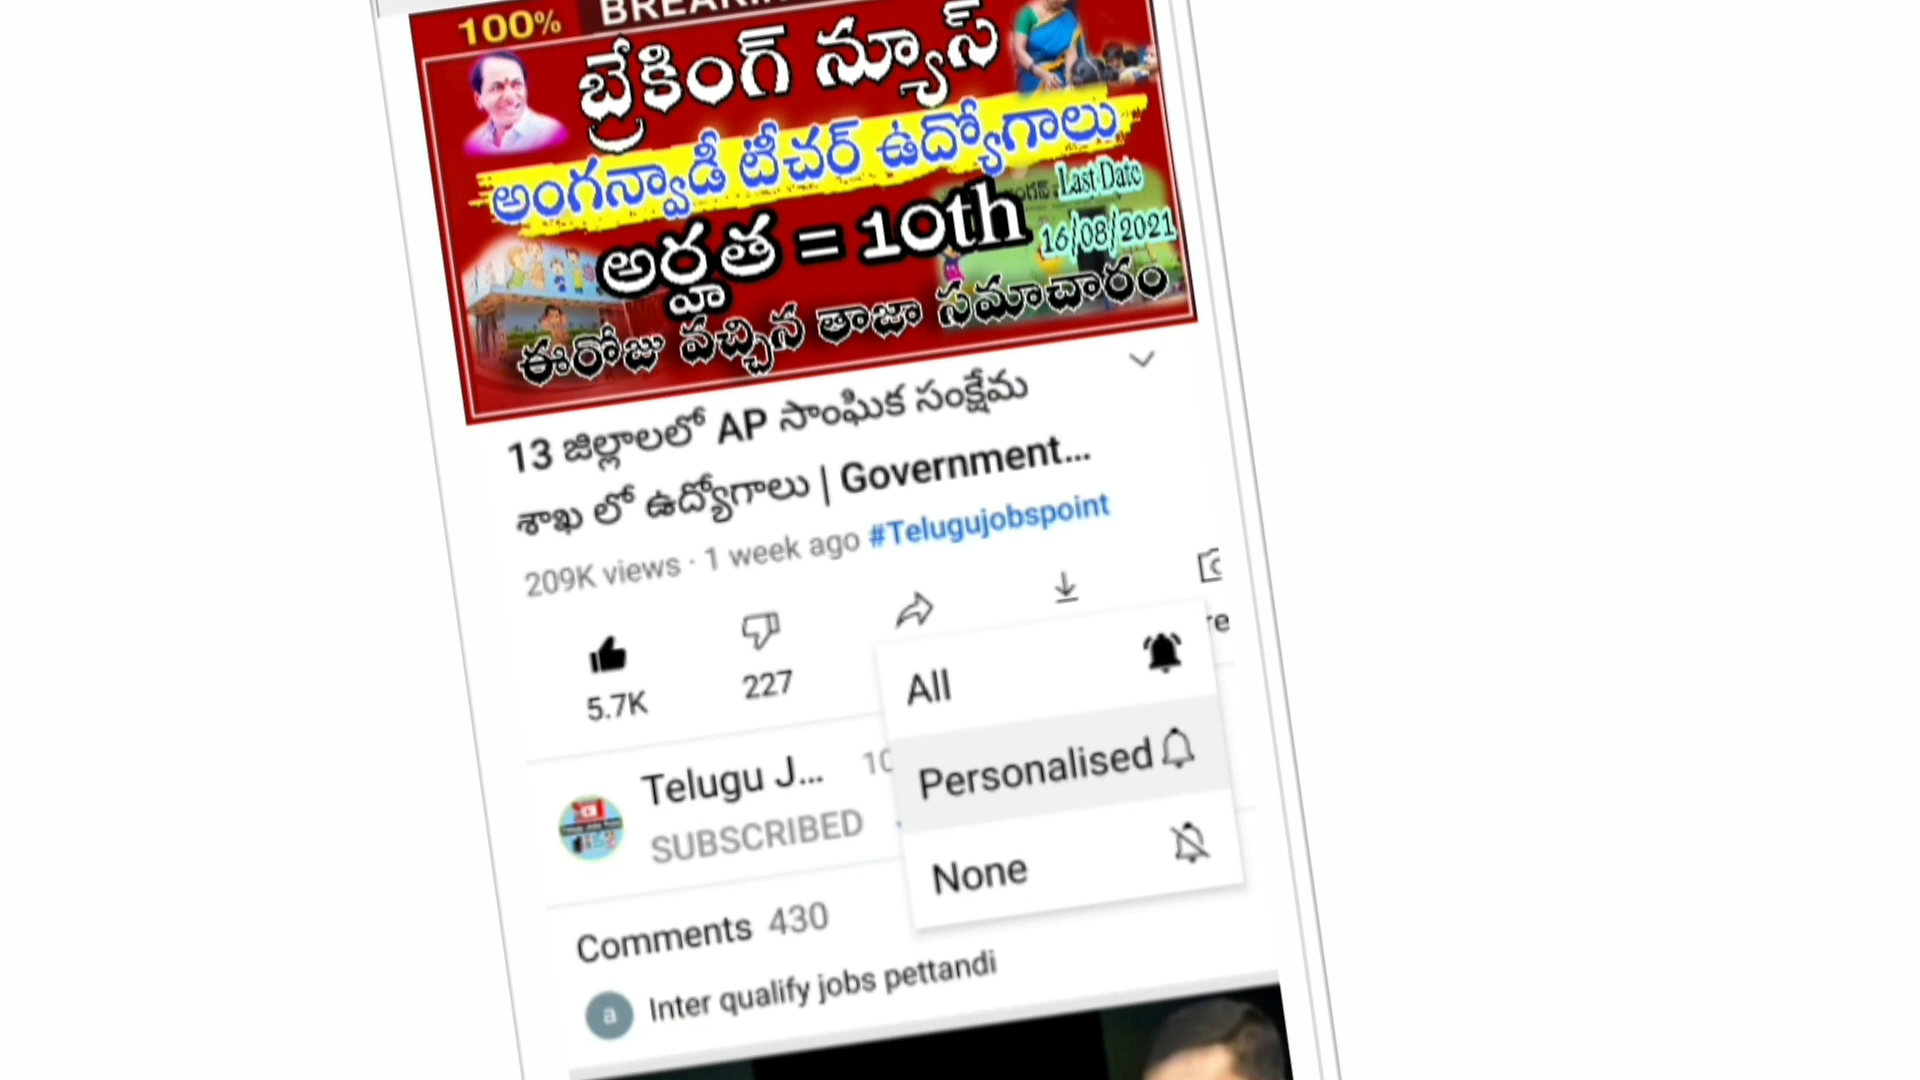 100%
బ్రేకింగ్ న్యూస్
అంగన్వాడీ టీచర్ ఉద్యోగాలు
Last Date
అర్హత = 10th
16/08/2021
ఈరోజు వచ్చిన తాజా సమాచారం
13 జిల్లాలలో AP సాంఘిక సంక్షేమ
శాఖ లో ఉద్యోగాలు | Government...
209K views · 1 week ago #Telugujobspoint
5.7K
227
All
Personalised
None
Telugu J...
SUBSCRIBED
Comments 430
a
Inter qualify jobs pettandi